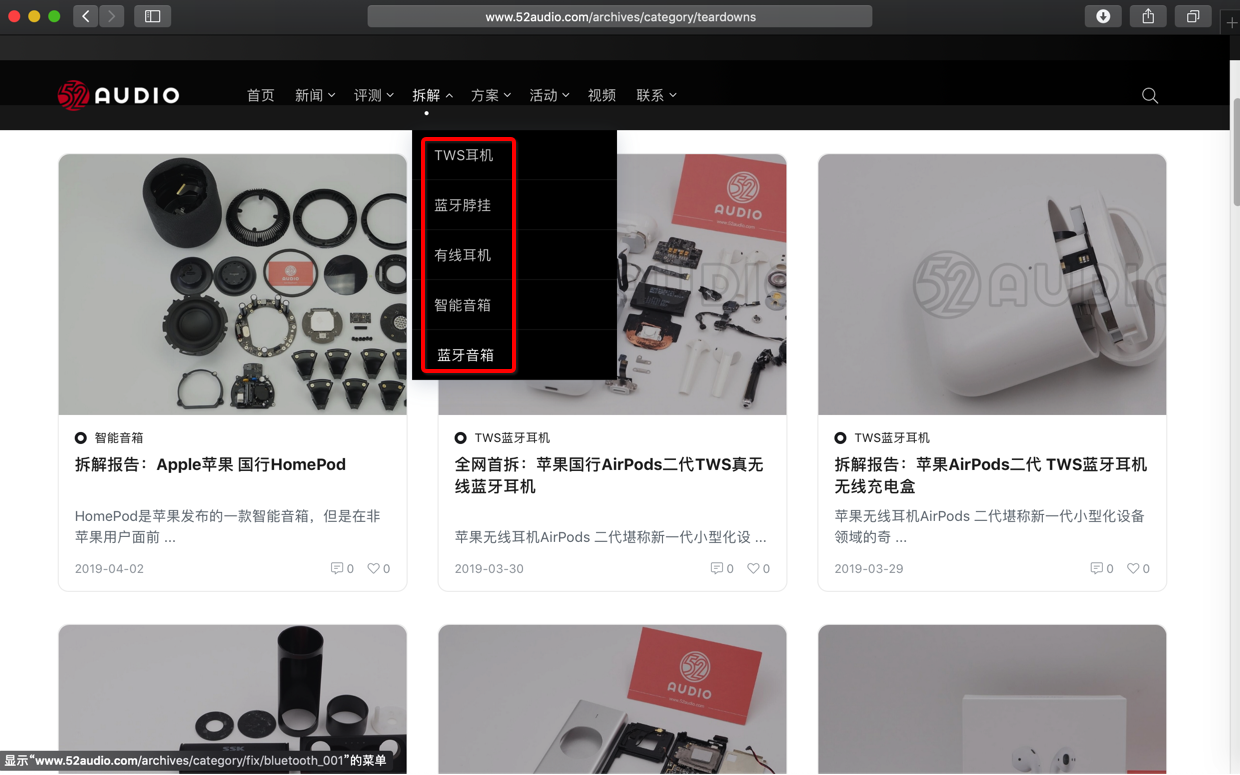 www.52audio.com/archives/category/teardowns
52 AUDIO
首页 新闻 评测 拆解 方案 活动 视频 联系
TWS耳机
蓝牙脖挂
有线耳机
智能音箱
蓝牙音箱
52
AUDIO
www.52audio.com
52 AUDIO
智能音箱
拆解报告：Apple苹果 国行HomePod
HomePod是苹果发布的一款智能音箱，但是在非
苹果用户面前 ...
2019-04-02 0 0
TWS蓝牙耳机
全网首拆：苹果国行AirPods二代TWS真无
线蓝牙耳机
苹果无线耳机AirPods 二代堪称新一代小型化设 ...
2019-03-30 0 0
TWS蓝牙耳机
拆解报告：苹果AirPods二代 TWS蓝牙耳机
无线充电盒
苹果无线耳机AirPods 二代堪称新一代小型化设备
领域的奇 ...
2019-03-29 0 0
SSK
52
AUDIO
显示“www.52audio.com/archives/category/fix/bluetooth_001”的菜单